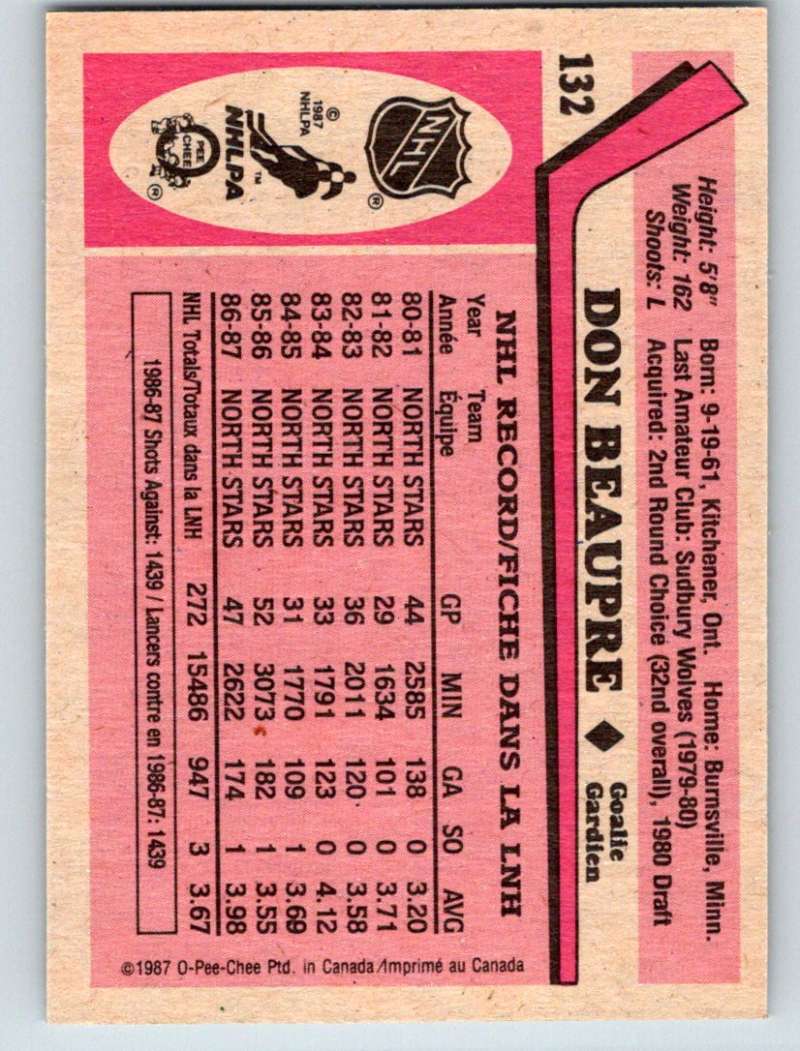 132
Height: 5'8" Born: 9-19-61, Kitchener, Ont. Home: Burnsville, Minn.
Weight: 162 Last Amateur Club: Sudbury Wolves (1979-80)
Shoots: L Acquired: 2nd Round Choice (32nd overall), 1980 Draft
DON BEAUPRE ◆ Goalie
Gardien
NHL
®
© 1987
NHLPA
NHLPA
™
O
PEE
CHEE
®
NHL RECORD/FICHE DANS LA LNH
Year Team GP MIN GA SO AVG
Année Équipe
80-81 NORTH STARS 44 2585 138 0 3.20
81-82 NORTH STARS 29 1634 101 0 3.71
82-83 NORTH STARS 36 2011 120 0 3.58
83-84 NORTH STARS 33 1791 123 0 4.12
84-85 NORTH STARS 31 1770 109 1 3.69
85-86 NORTH STARS 52 3073 182 1 3.55
86-87 NORTH STARS 47 2622 174 1 3.98
NHL Totals/Totaux dans la LNH 272 15486 947 3 3.67
1986-87 Shots Against: 1439 / Lancers contre en 1986-87: 1439
©1987 O-Pee-Chee Ptd. in Canada/Imprimé au Canada